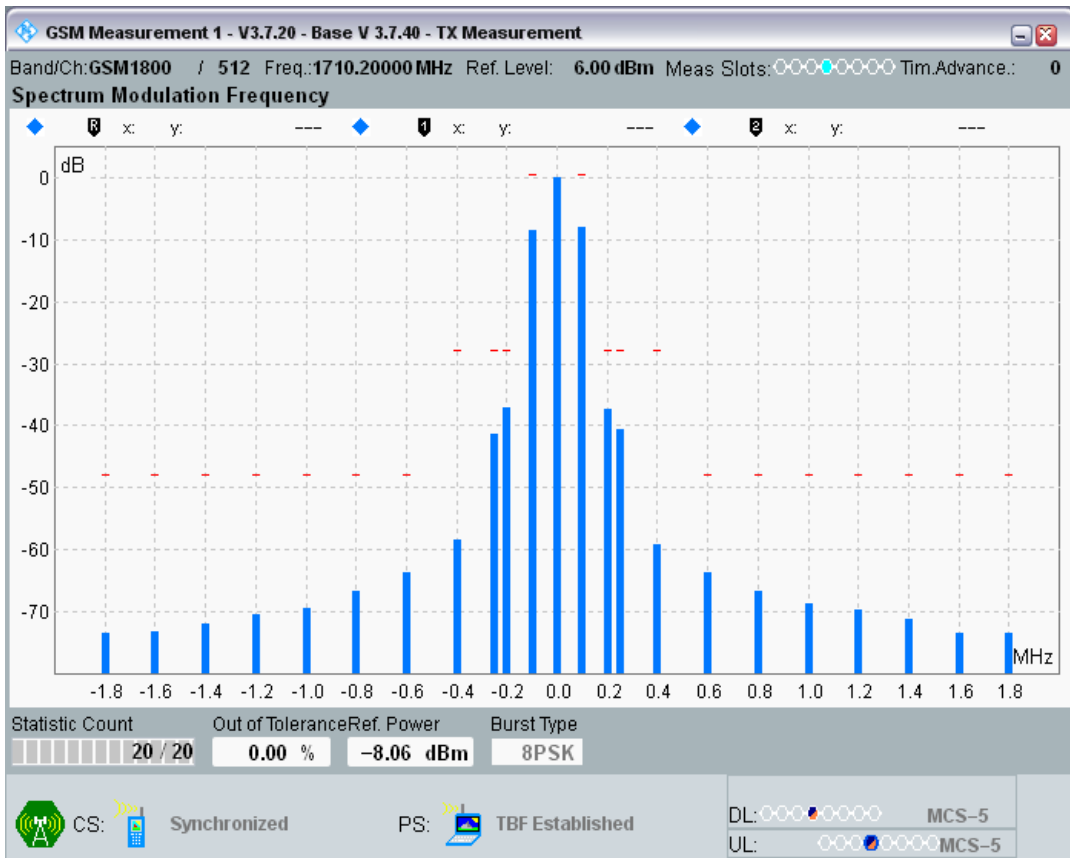 GSM Measurement 1 - V3.7.20 - Base V 3.7.40 - TX Measurement
Band/Ch:GSM1800 / 512 Freq.:1710.20000 MHz Ref. Level: 6.00 dBm Meas Slots: Tim.Advance.: 0
Spectrum Modulation Frequency
R x: y: --- 1 x: y: --- 2 x: y: ---
dB
0
-10
-20
-30
-40
-50
-60
-70
MHz
-1.8 -1.6 -1.4 -1.2 -1.0 -0.8 -0.6 -0.4 -0.2 0.0 0.2 0.4 0.6 0.8 1.0 1.2 1.4 1.6 1.8
Statistic Count Out of Tolerance Ref. Power Burst Type
20 / 20 0.00 % −8.06 dBm 8PSK
CS: Synchronized PS: TBF Established
DL: MCS−5
UL: MCS−5